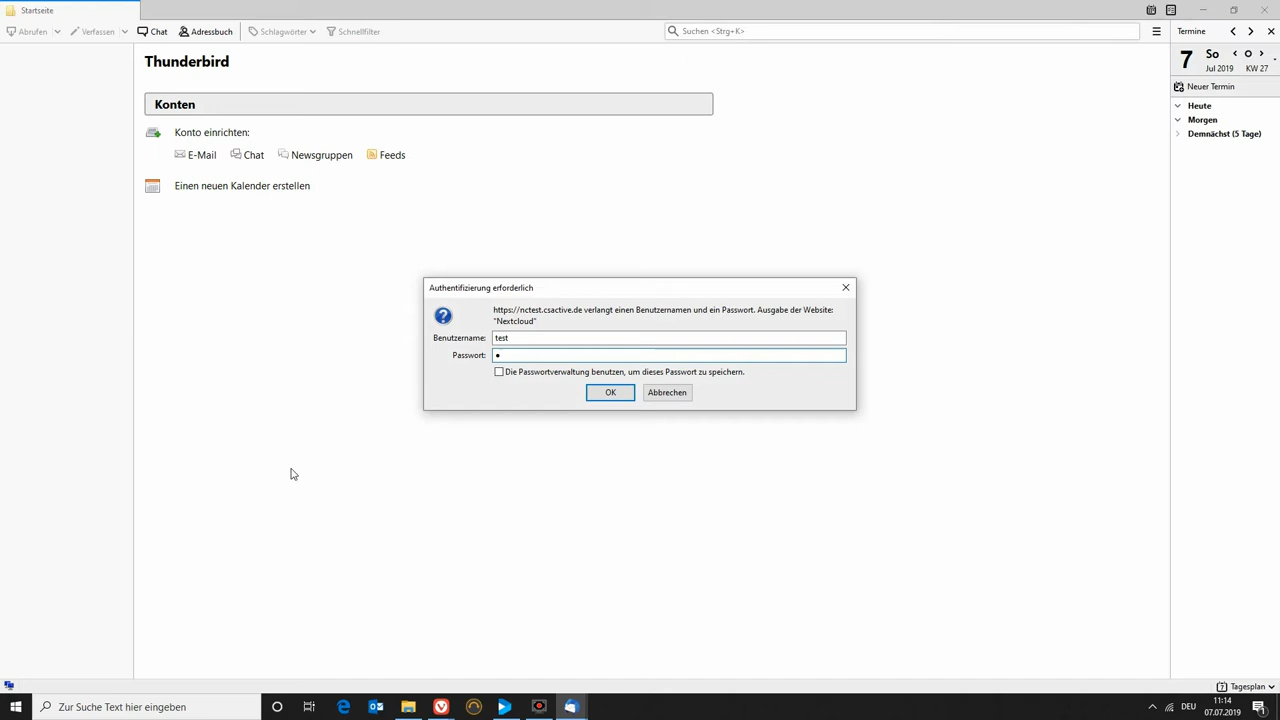 Startseite
Abrufen Verfassen Chat Adressbuch Schlagwörter Schnellfilter Suchen <Strg+K>
Termine
Thunderbird
7 So
Jul 2019 KW 27
Neuer Termin
Konten
Heute
Morgen
Demnächst (5 Tage)
Konto einrichten:
E-Mail Chat Newsgruppen Feeds
Einen neuen Kalender erstellen
Authentifizierung erforderlich
https://nctest.csactive.de verlangt einen Benutzernamen und ein Passwort. Ausgabe der Website:
"Nextcloud"
Benutzername: test
Passwort: •
Die Passwortverwaltung benutzen, um dieses Passwort zu speichern.
OK Abbrechen
Tagesplan
Zur Suche Text hier eingeben
DEU
11:14
07.07.2019
1